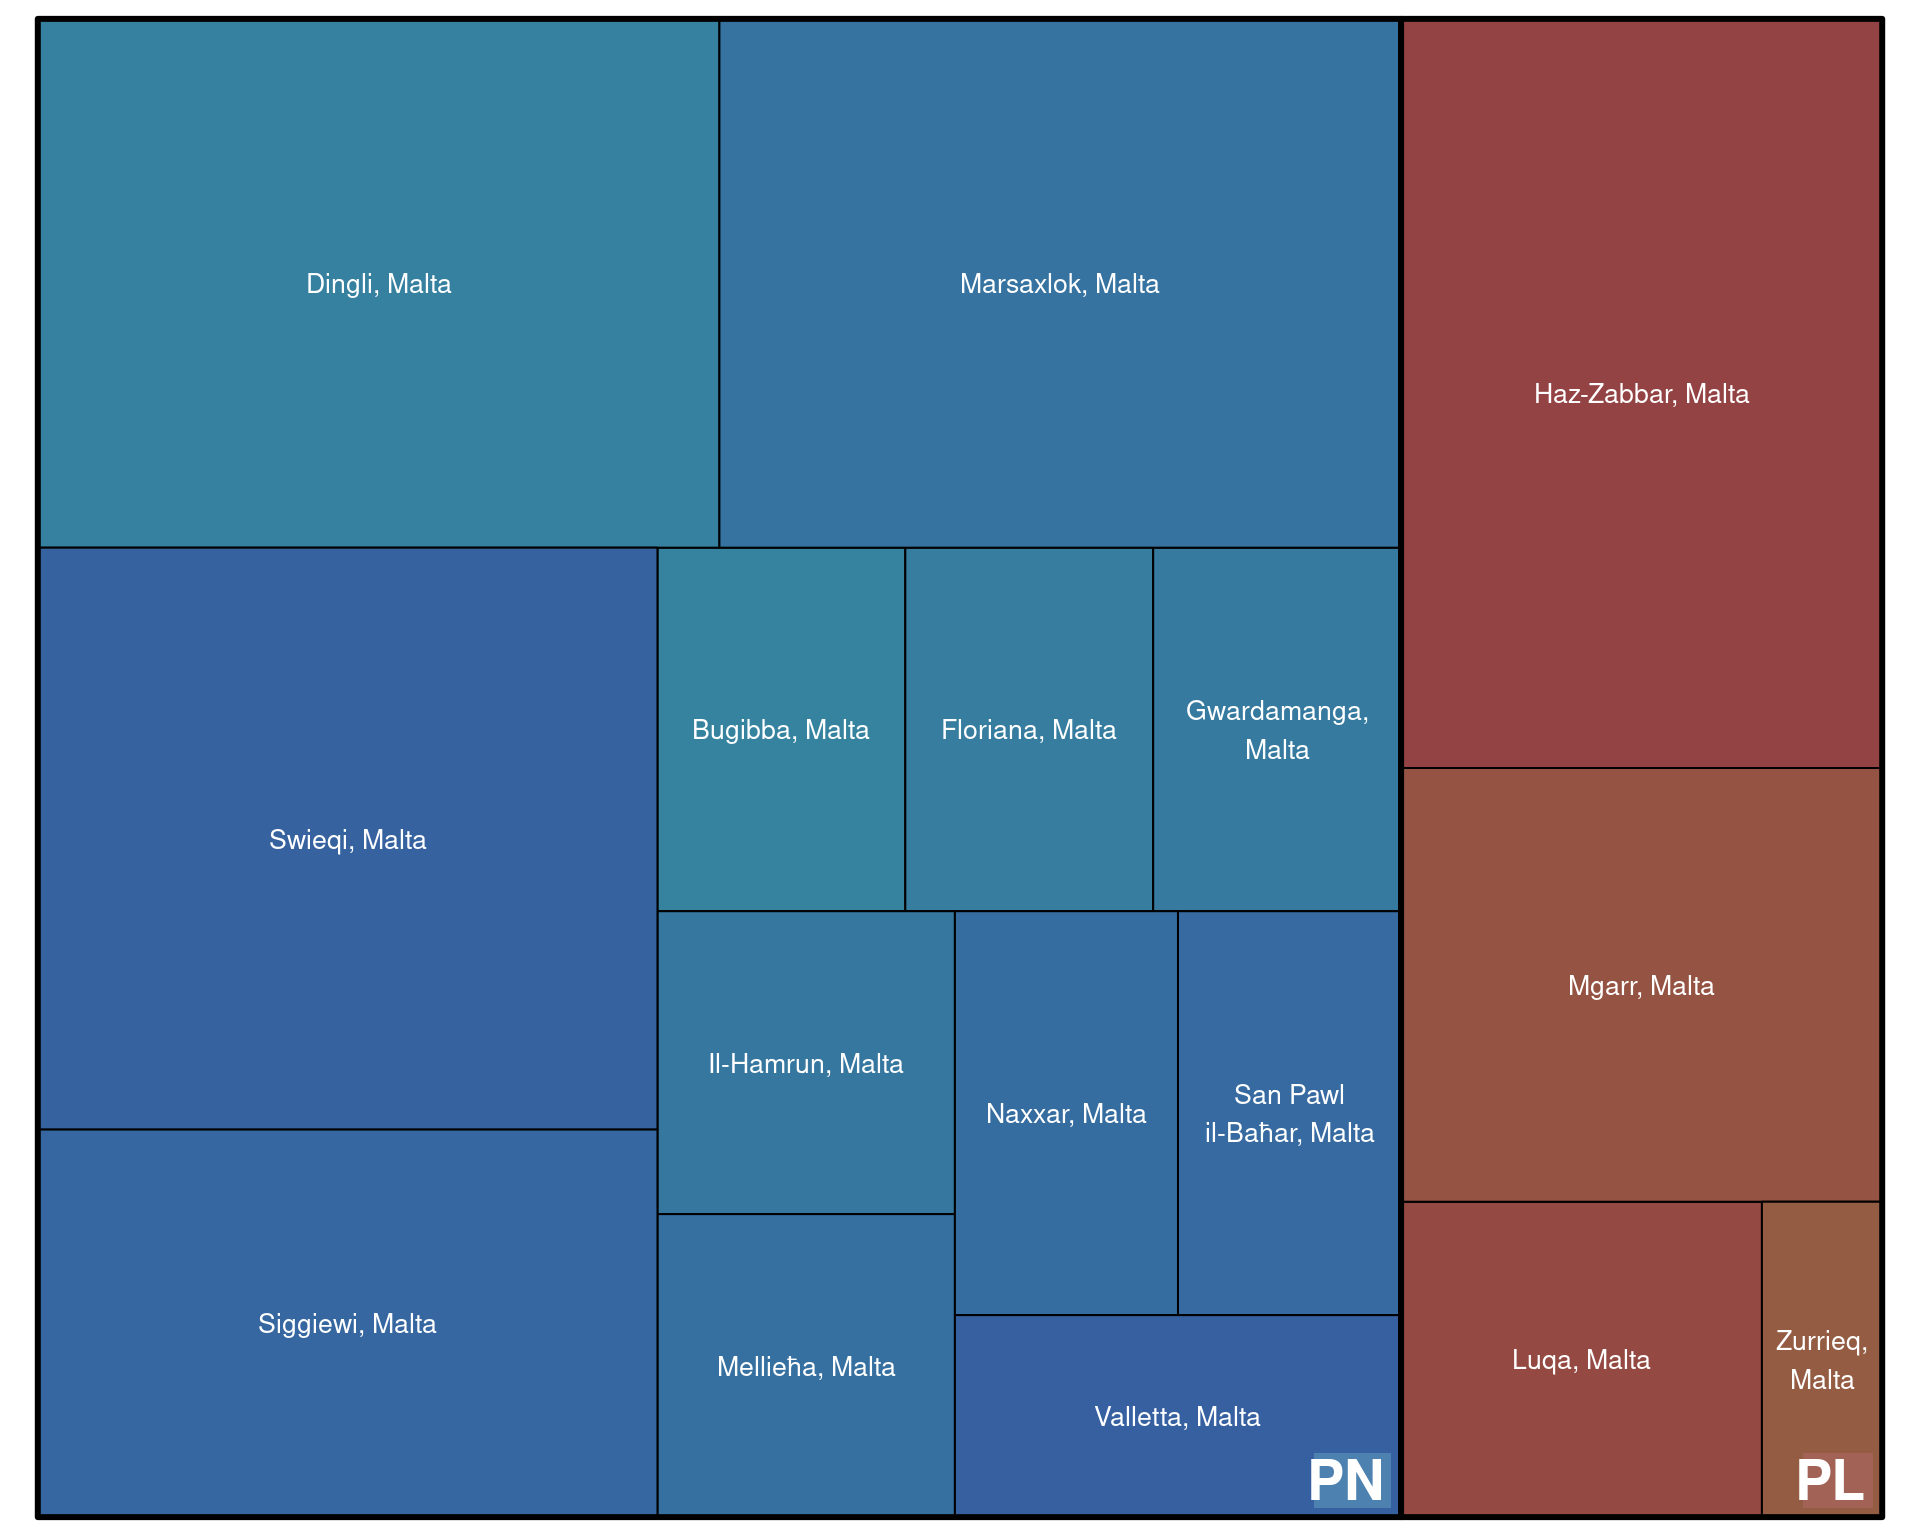 Dingli, Malta
Marsaxlok, Malta
Haz-Zabbar, Malta
Swieqi, Malta
Bugibba, Malta
Floriana, Malta
Gwardamanga,
Malta
Mgarr, Malta
Il-Hamrun, Malta
Naxxar, Malta
San Pawl
il-Baħar, Malta
Siggiewi, Malta
Mellieħa, Malta
Valletta, Malta
Luqa, Malta
Zurrieq,
Malta
PN
PL